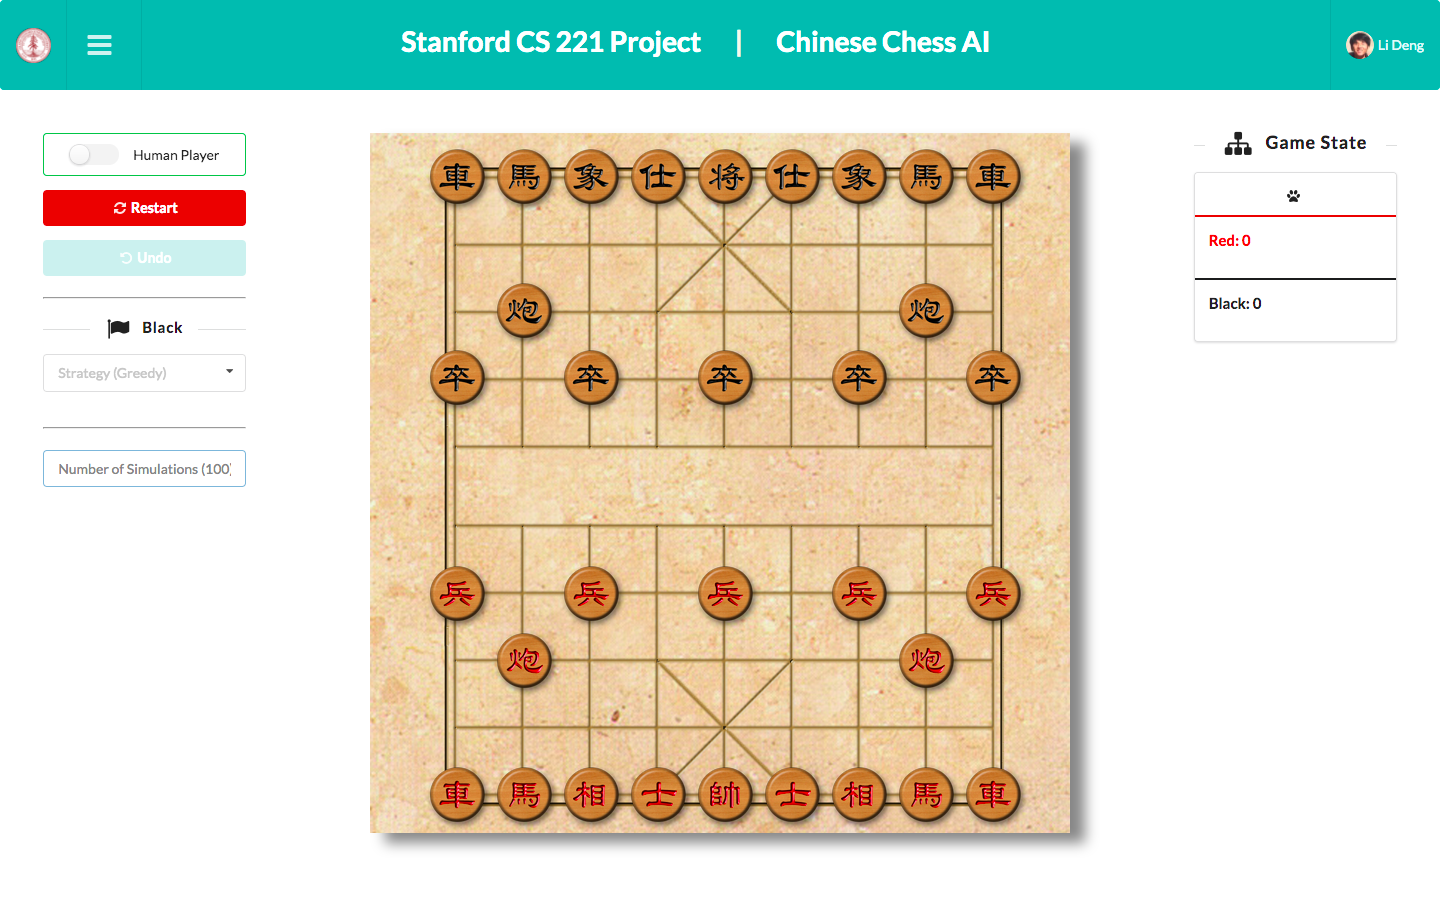 Stanford CS 221 Project | Chinese Chess AI
Li Deng
Human Player
Restart
Undo
Black
Strategy (Greedy)
Number of Simulations (100)
車 馬 象 仕 将 仕 象 馬 車
炮 炮
卒 卒 卒 卒 卒
兵 兵 兵 兵 兵
炮 炮
車 馬 相 士 帥 士 相 馬 車
Game State
Red: 0
Black: 0